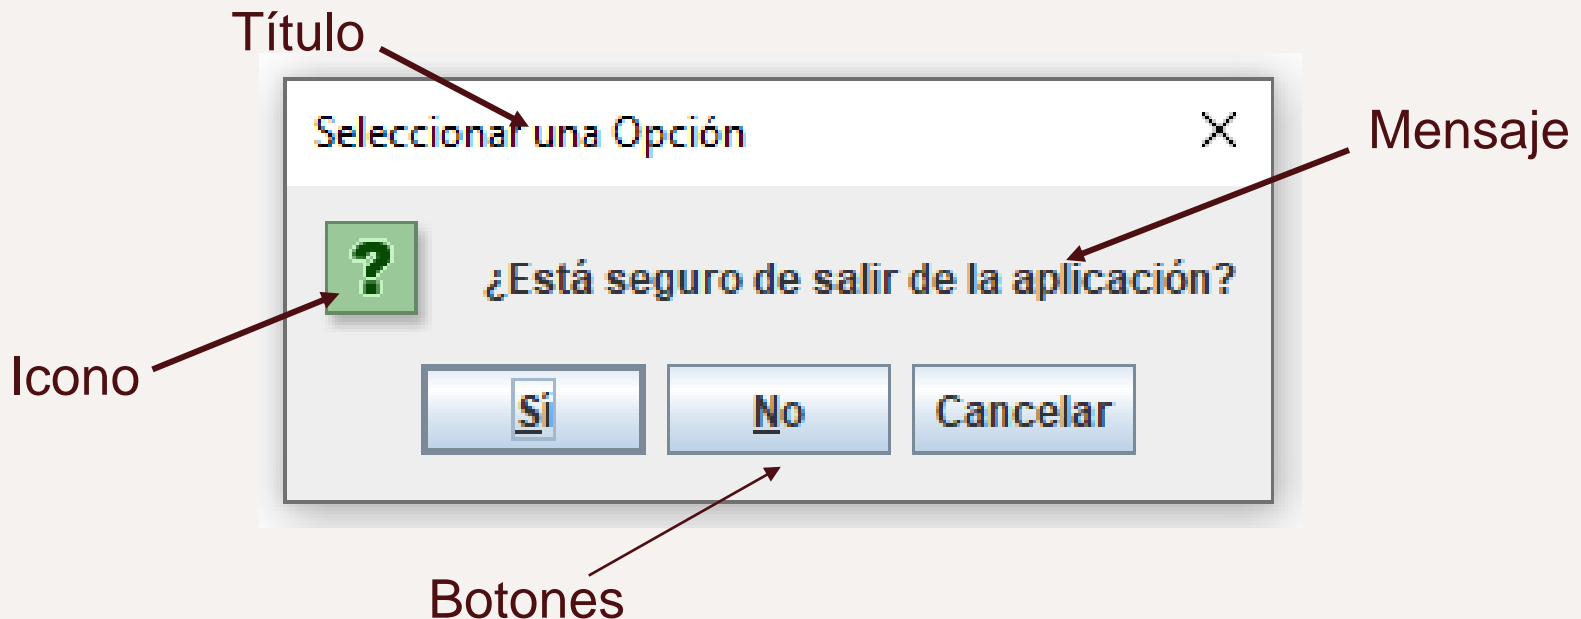 Título
Seleccionar una Opción
Mensaje
?
¿Está seguro de salir de la aplicación?
Icono
Sí No Cancelar
Botones